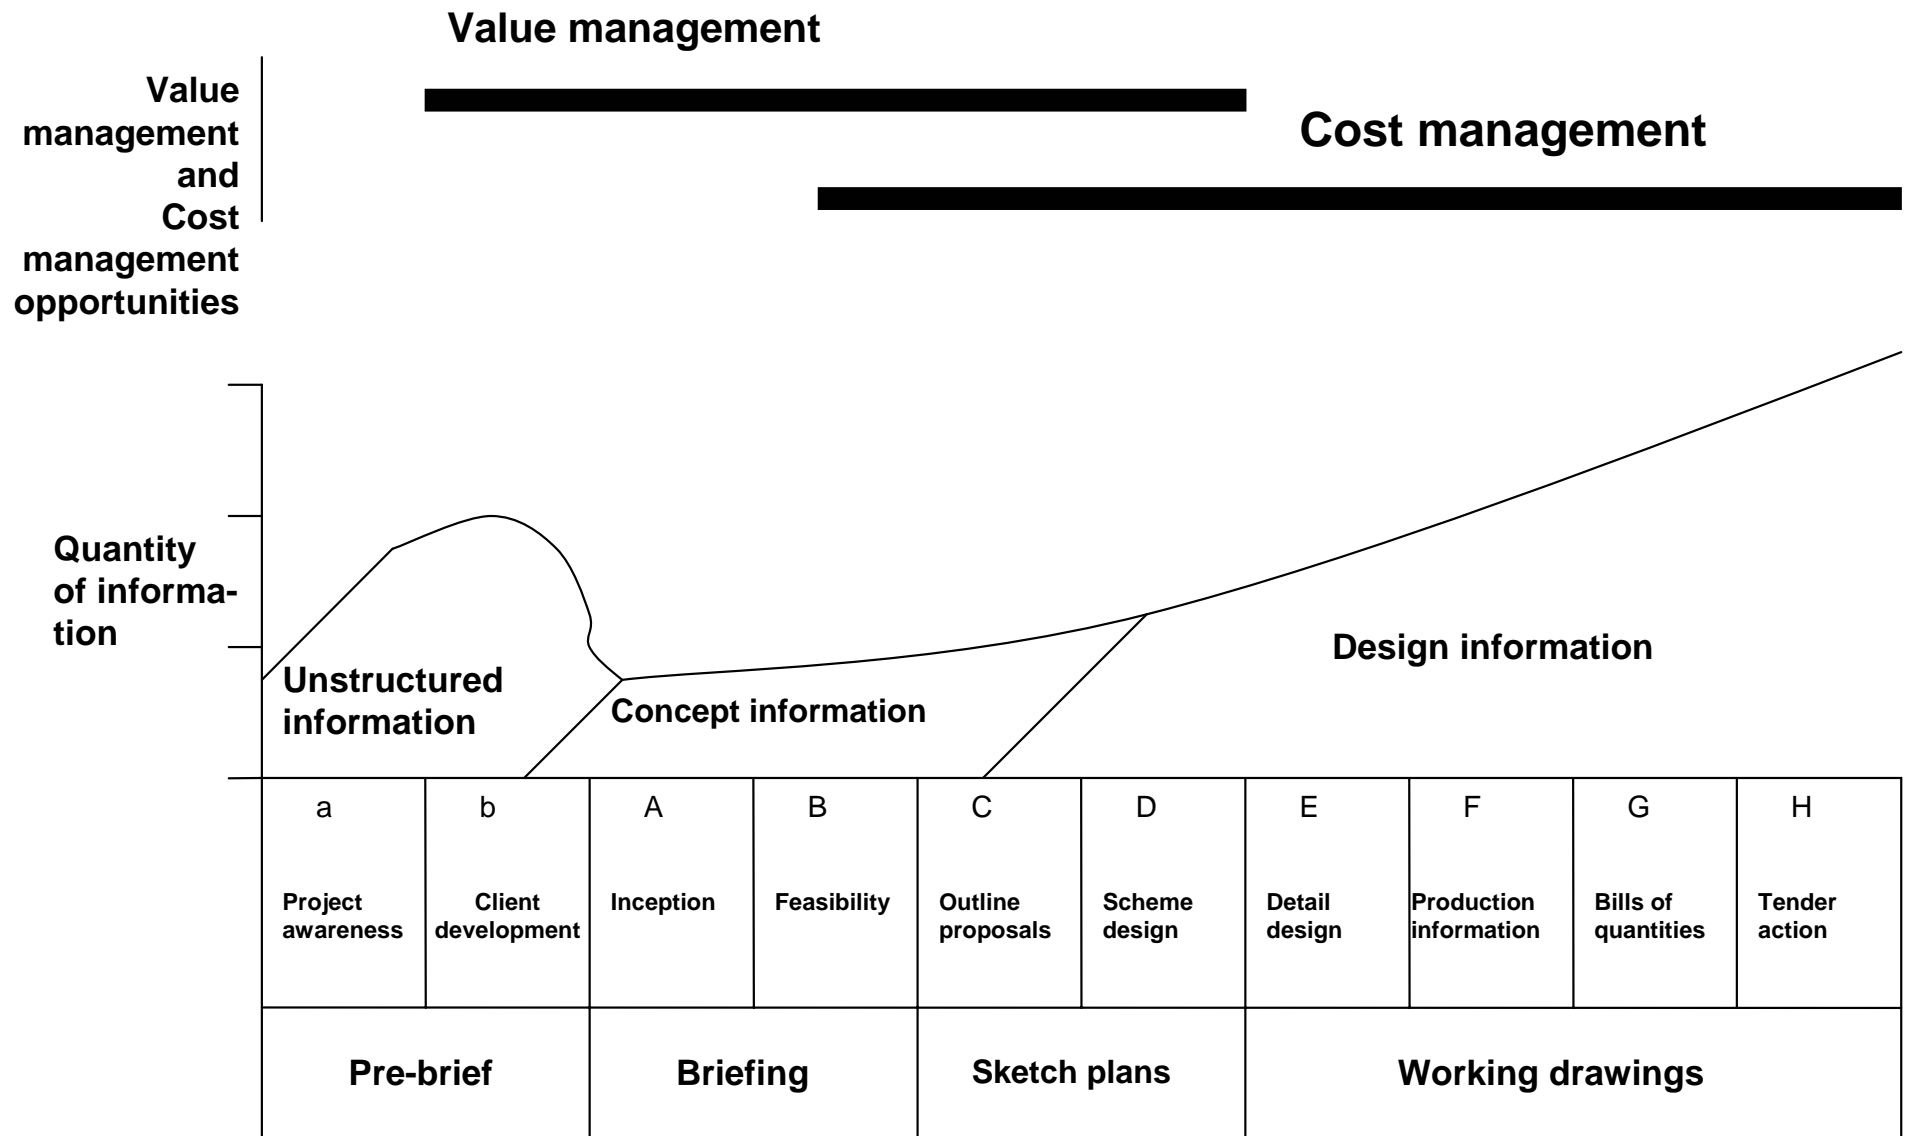 Value management
Value
management
and
Cost
management
opportunities
Cost management
Quantity
of informa-
tion
Unstructured
information
Concept information
Design information
a
b
A
B
C
D
E
F
G
H
Project
awareness
Client
development
Inception
Feasibility
Outline
proposals
Scheme
design
Detail
design
Production
information
Bills of
quantities
Tender
action
Pre-brief
Briefing
Sketch plans
Working drawings